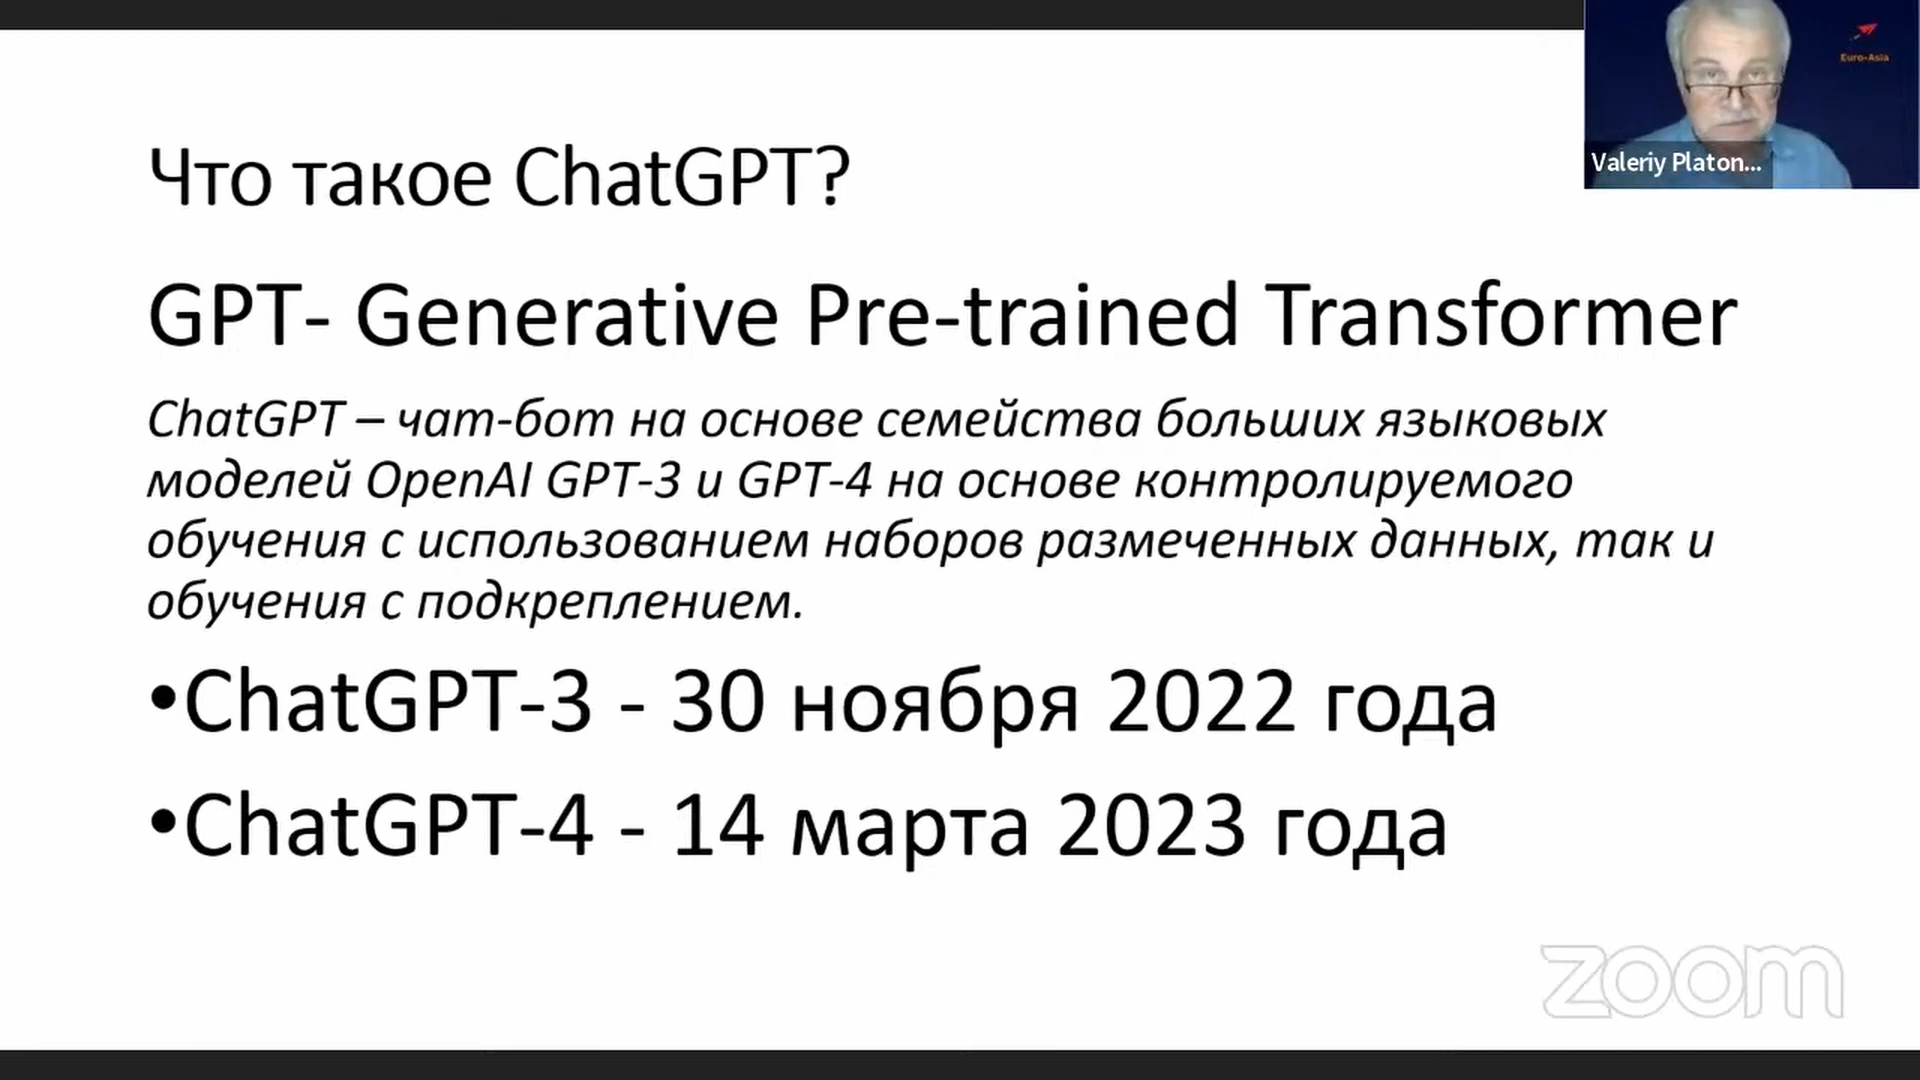 Euro-Asia
Valeriy Platon...
Что такое ChatGPT?
GPT- Generative Pre-trained Transformer
ChatGPT – чат-бот на основе семейства больших языковых
моделей OpenAI GPT-3 и GPT-4 на основе контролируемого
обучения с использованием наборов размеченных данных, так и
обучения с подкреплением.
•ChatGPT-3 - 30 ноября 2022 года
•ChatGPT-4 - 14 марта 2023 года
zoom